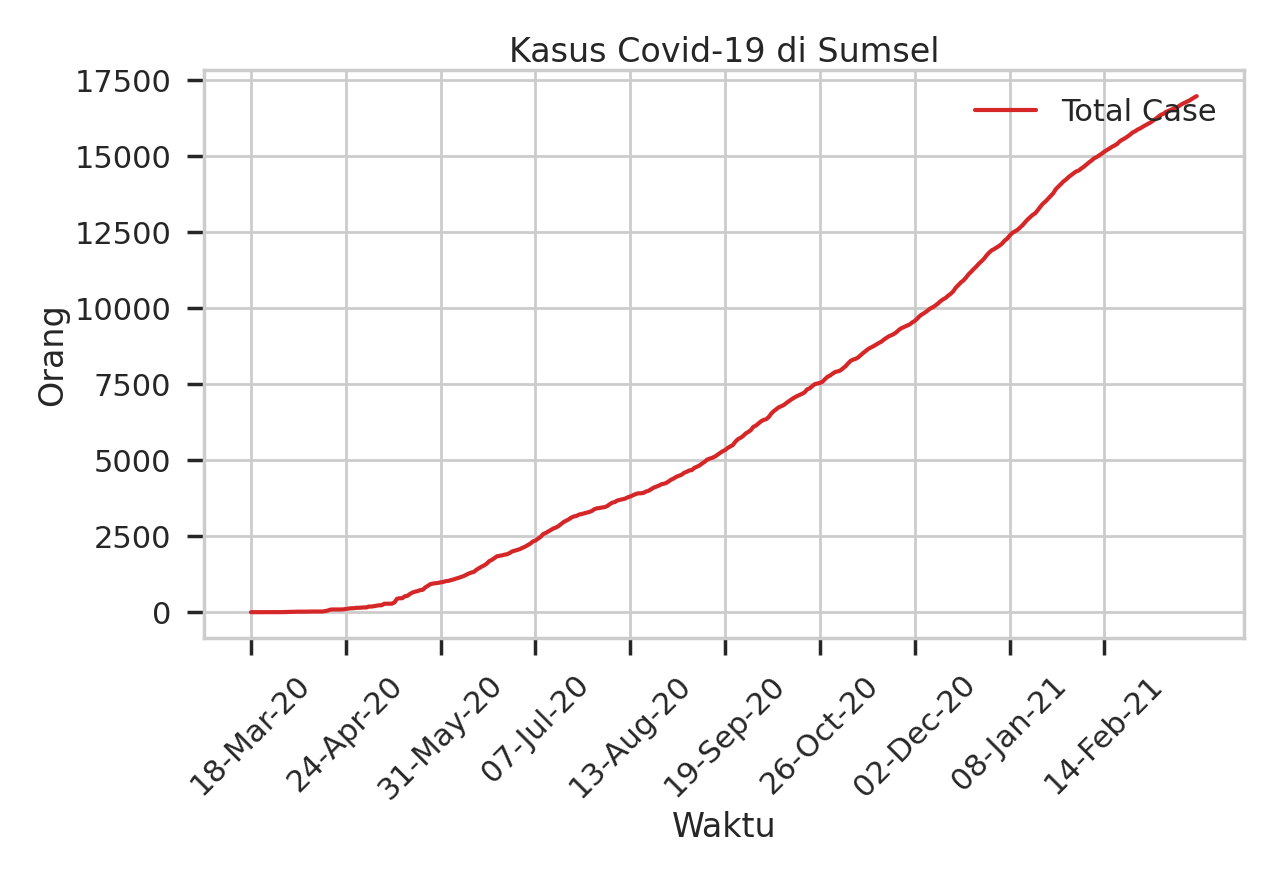 Kasus Covid-19 di Sumsel
Total Case
Orang
17500
15000
12500
10000
7500
5000
2500
0
18-Mar-20
24-Apr-20
31-May-20
07-Jul-20
13-Aug-20
19-Sep-20
26-Oct-20
02-Dec-20
08-Jan-21
14-Feb-21
Waktu